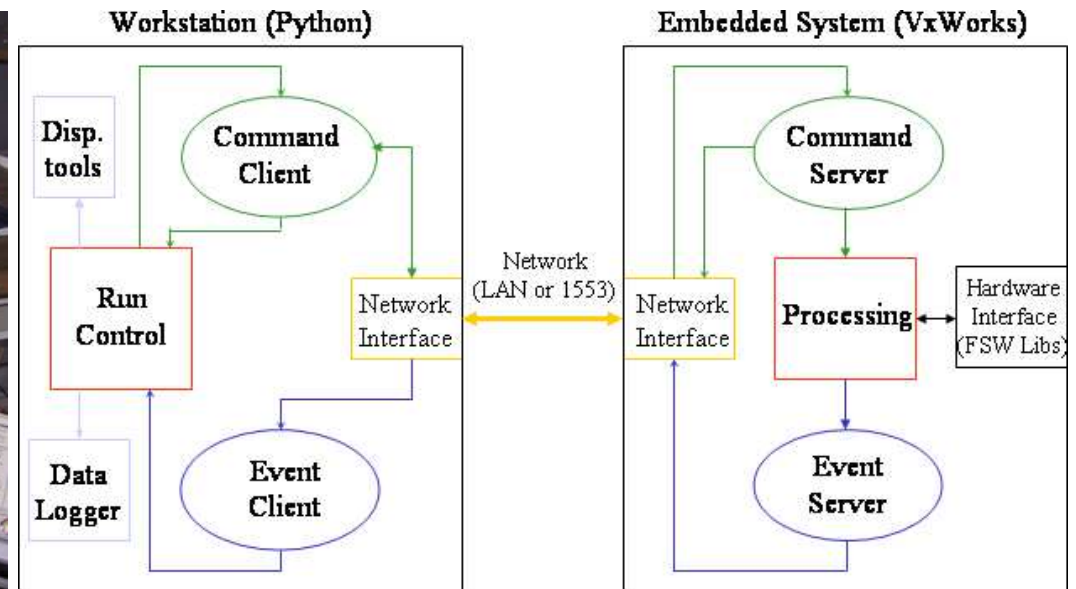 Workstation (Python)
Embedded System (VxWorks)
Disp.
tools
Command
Client
Run
Control
Network
Interface
Data
Logger
Event
Client
Network
(LAN or 1553)
Command
Server
Network
Interface
Processing
Hardware
Interface
(FSW Libs)
Event
Server